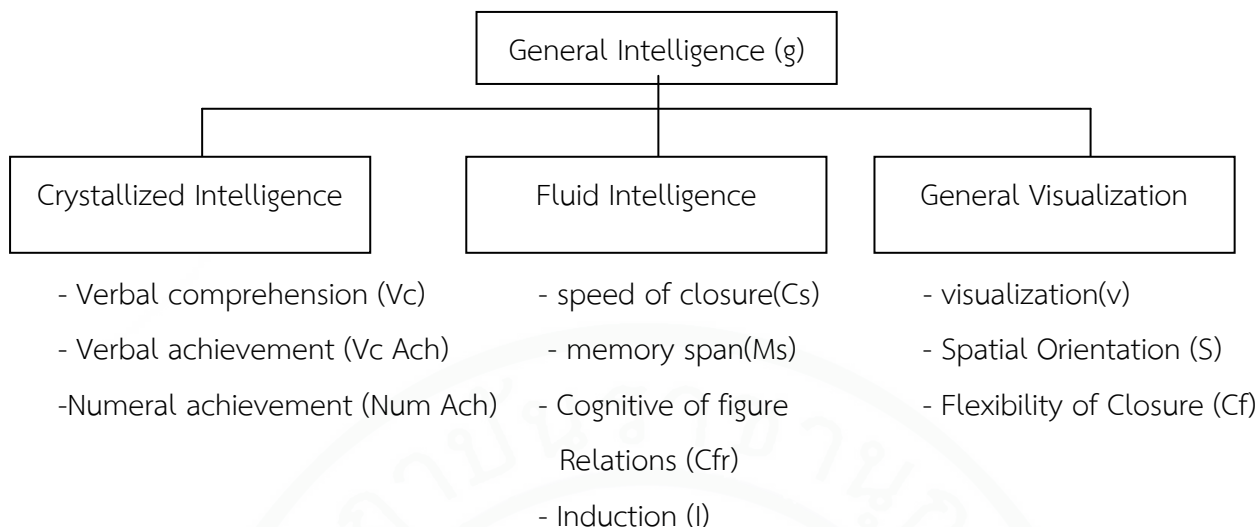 General Intelligence (g)
Crystallized Intelligence
Fluid Intelligence
General Visualization
- Verbal comprehension (Vc)
- Verbal achievement (Vc Ach)
-Numeral achievement (Num Ach)
- speed of closure(Cs)
- memory span(Ms)
- Cognitive of figure
Relations (Cfr)
- Induction (I)
- visualization(v)
- Spatial Orientation (S)
- Flexibility of Closure (Cf)